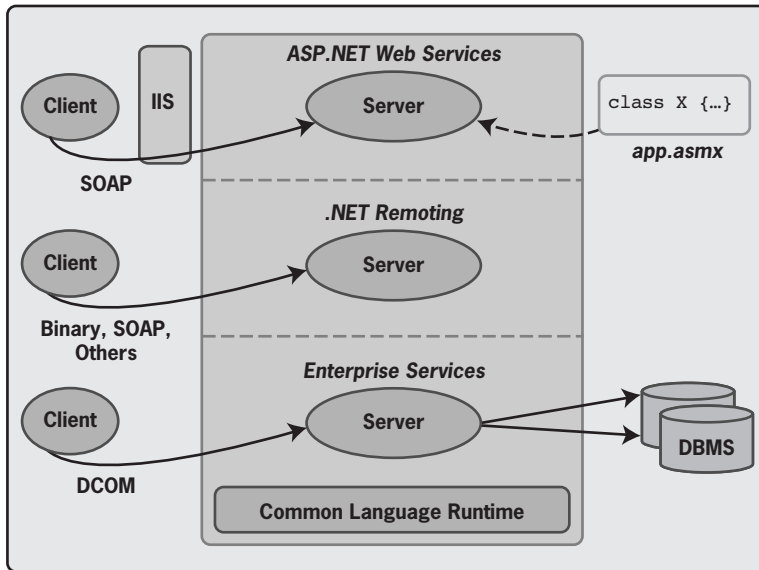 ASP.NET Web Services
Client
IIS
Server
class X {…}
app.asmx
SOAP
.NET Remoting
Client
Server
Binary, SOAP,
Others
Enterprise Services
Client
Server
DBMS
DCOM
Common Language Runtime